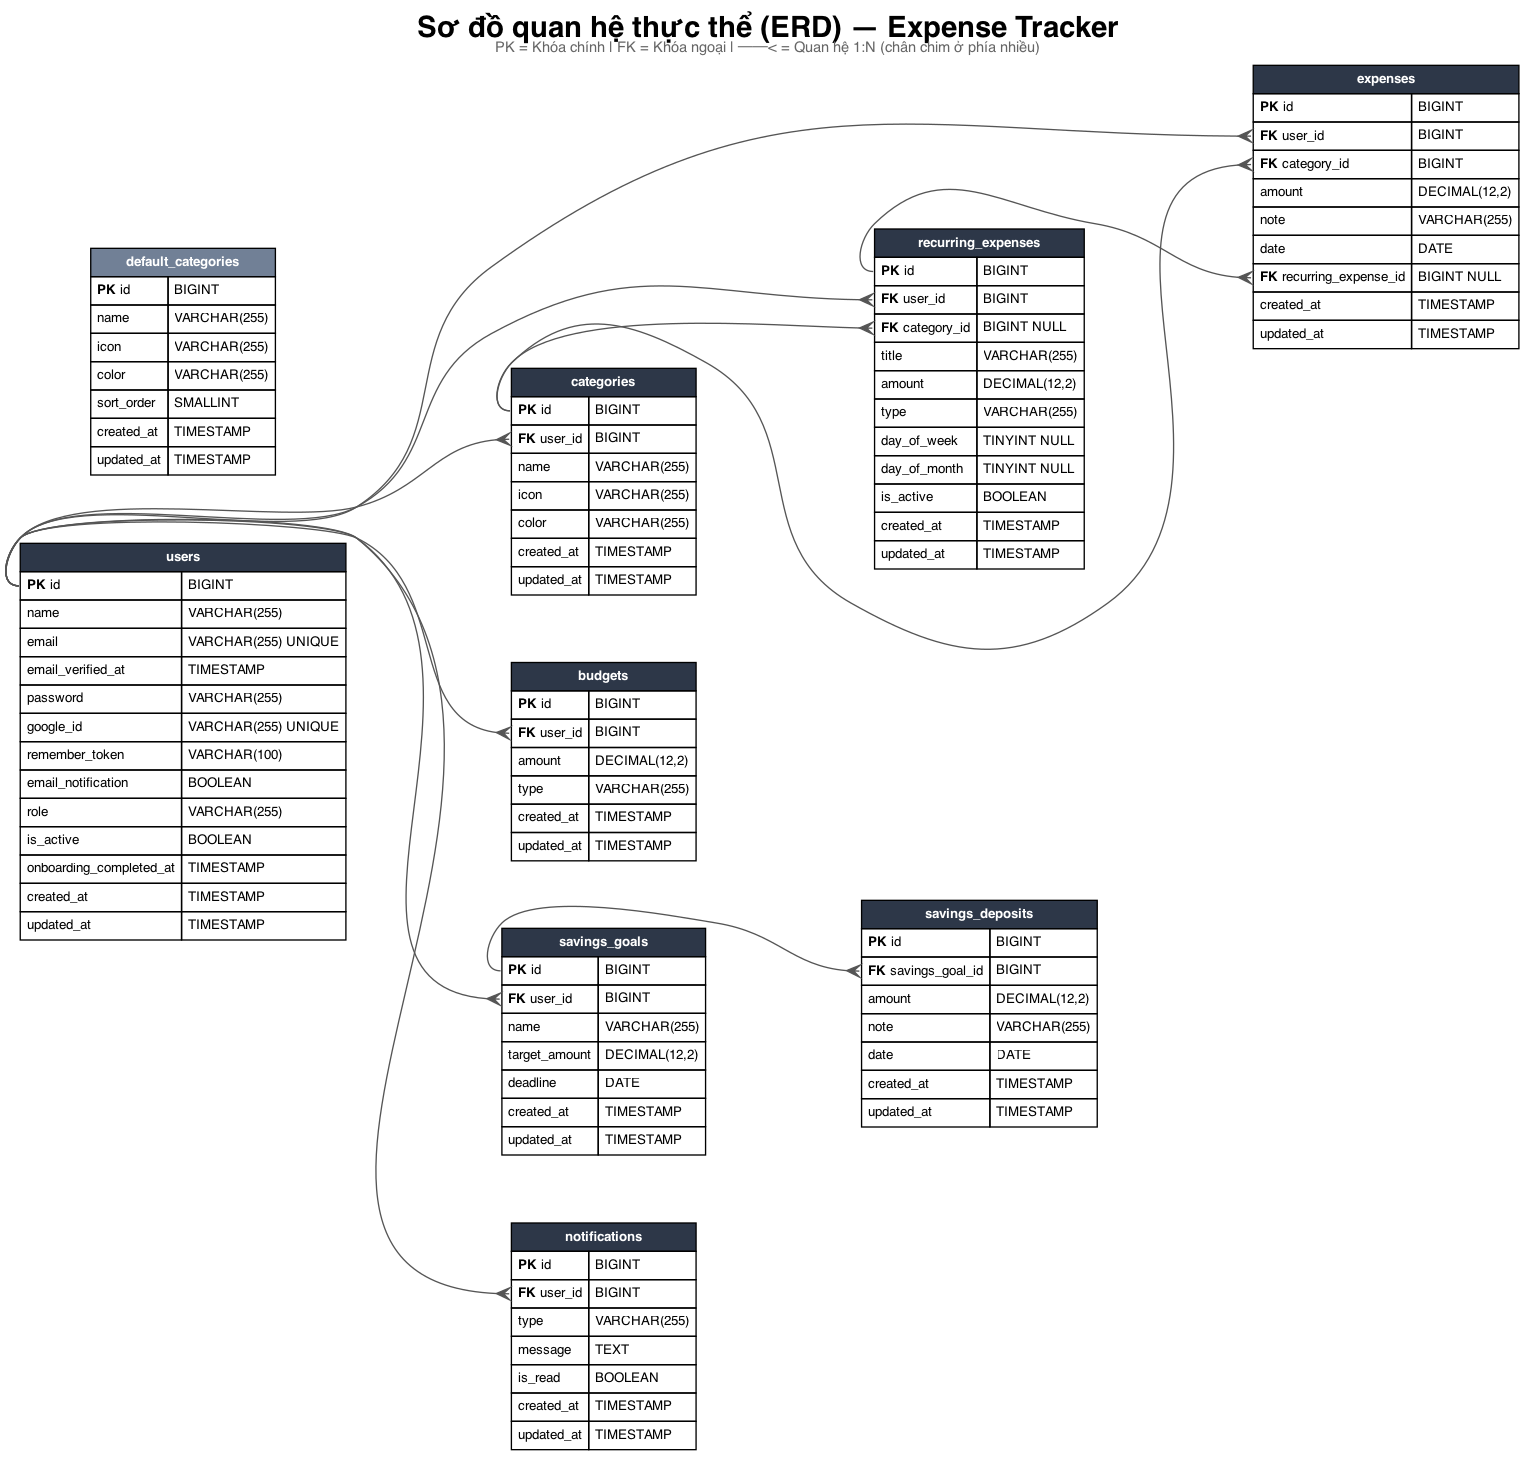 Sơ đồ quan hệ thực thể (ERD) — Expense Tracker
PK = Khóa chính | FK = Khóa ngoại | ───< = Quan hệ 1:N (chân chim ở phía nhiều)
expenses
PK id BIGINT
FK user_id BIGINT
FK category_id BIGINT
amount DECIMAL(12,2)
note VARCHAR(255)
date DATE
FK recurring_expense_id BIGINT NULL
created_at TIMESTAMP
updated_at TIMESTAMP
recurring_expenses
PK id BIGINT
FK user_id BIGINT
FK category_id BIGINT NULL
title VARCHAR(255)
amount DECIMAL(12,2)
type VARCHAR(255)
day_of_week TINYINT NULL
day_of_month TINYINT NULL
is_active BOOLEAN
created_at TIMESTAMP
updated_at TIMESTAMP
default_categories
PK id BIGINT
name VARCHAR(255)
icon VARCHAR(255)
color VARCHAR(255)
sort_order SMALLINT
created_at TIMESTAMP
updated_at TIMESTAMP
categories
PK id BIGINT
FK user_id BIGINT
name VARCHAR(255)
icon VARCHAR(255)
color VARCHAR(255)
created_at TIMESTAMP
updated_at TIMESTAMP
users
PK id BIGINT
name VARCHAR(255)
email VARCHAR(255) UNIQUE
email_verified_at TIMESTAMP
password VARCHAR(255)
google_id VARCHAR(255) UNIQUE
remember_token VARCHAR(100)
email_notification BOOLEAN
role VARCHAR(255)
is_active BOOLEAN
onboarding_completed_at TIMESTAMP
created_at TIMESTAMP
updated_at TIMESTAMP
budgets
PK id BIGINT
FK user_id BIGINT
amount DECIMAL(12,2)
type VARCHAR(255)
created_at TIMESTAMP
updated_at TIMESTAMP
savings_goals
PK id BIGINT
FK user_id BIGINT
name VARCHAR(255)
target_amount DECIMAL(12,2)
deadline DATE
created_at TIMESTAMP
updated_at TIMESTAMP
savings_deposits
PK id BIGINT
FK savings_goal_id BIGINT
amount DECIMAL(12,2)
note VARCHAR(255)
date DATE
created_at TIMESTAMP
updated_at TIMESTAMP
notifications
PK id BIGINT
FK user_id BIGINT
type VARCHAR(255)
message TEXT
is_read BOOLEAN
created_at TIMESTAMP
updated_at TIMESTAMP